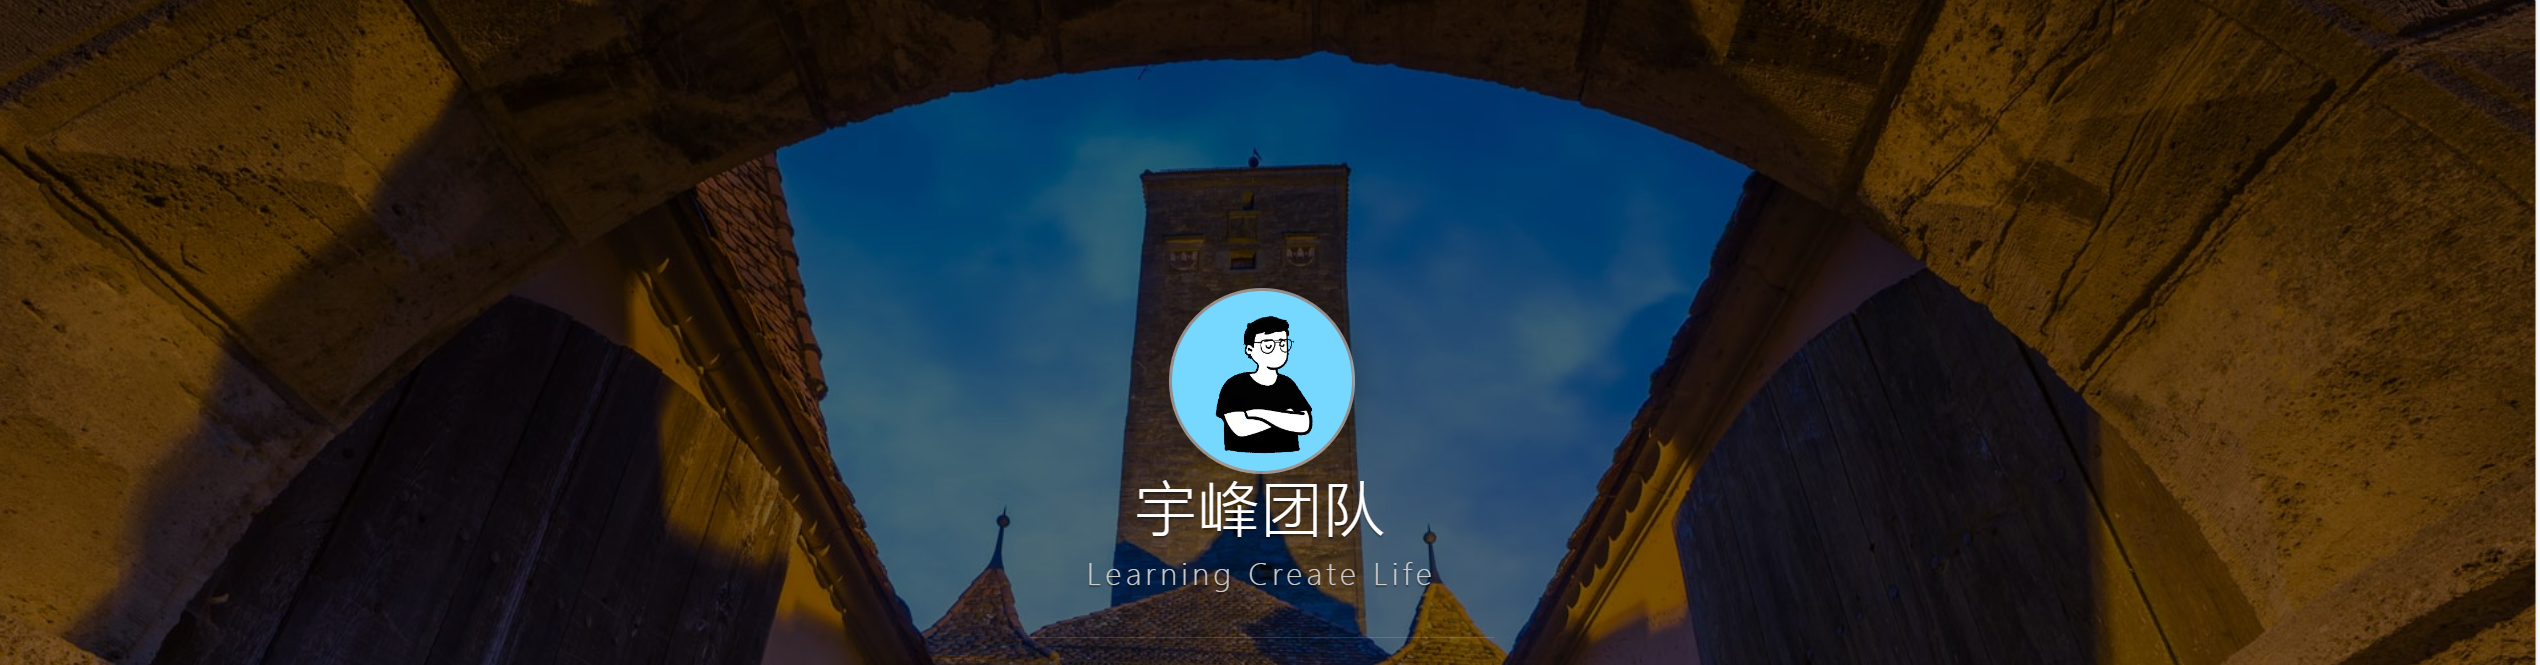 宇峰团队
Learning Create Life